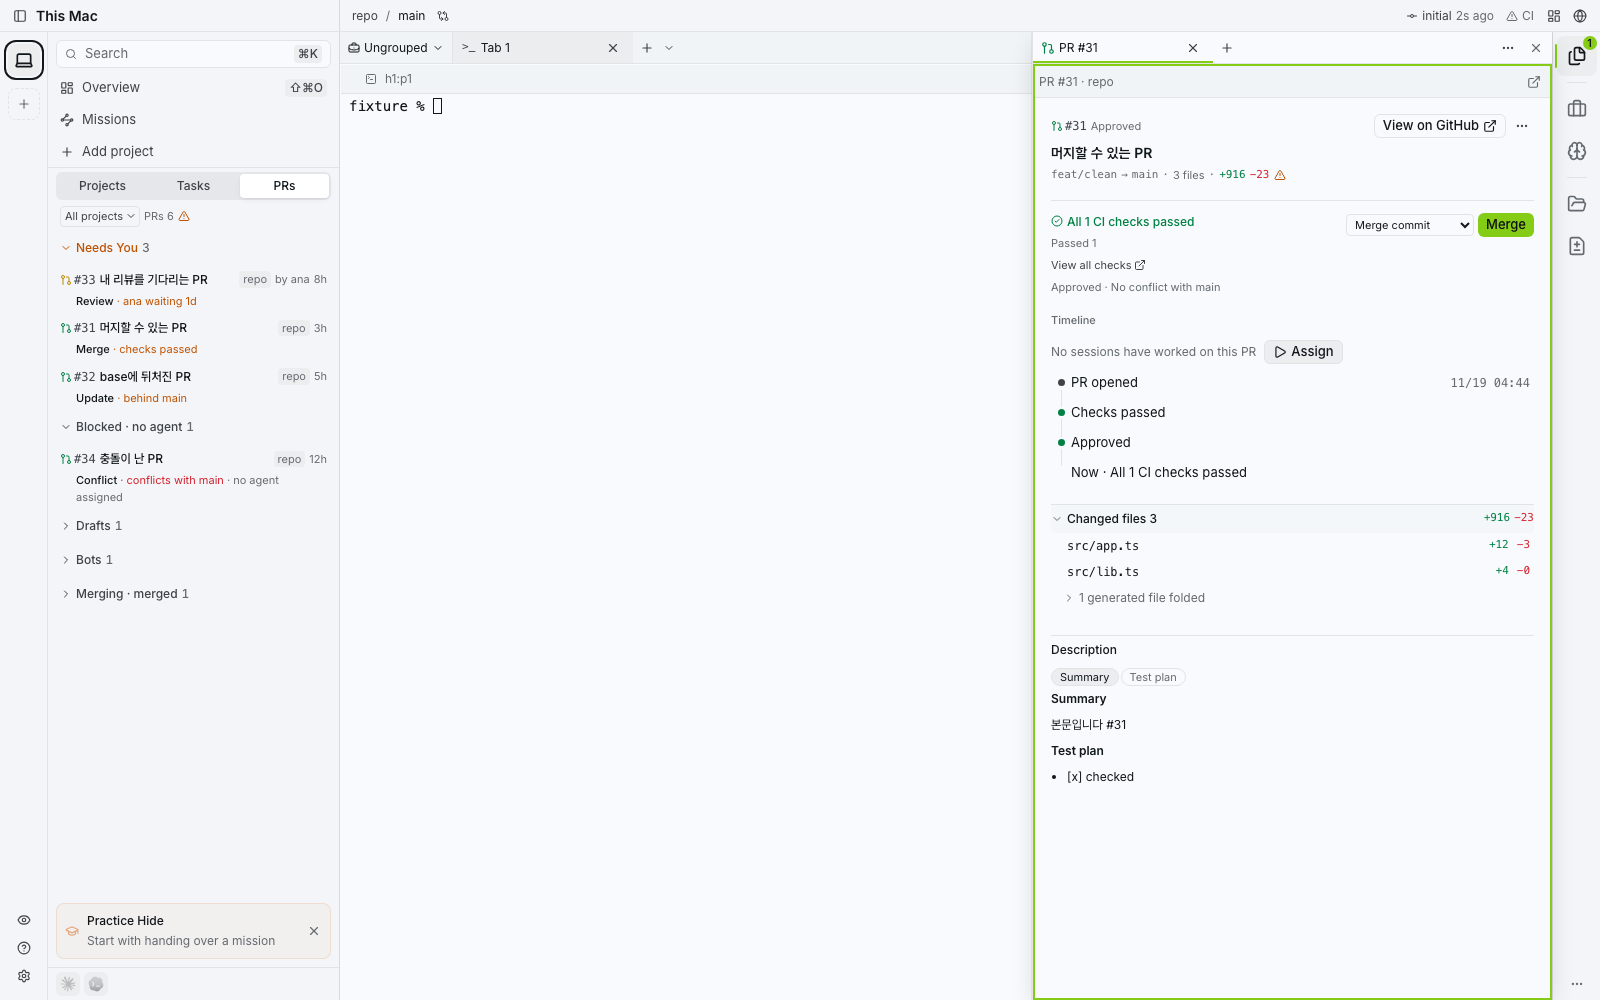 This Mac
repo / main
initial 2s ago
CI
Search ⌘K
Overview ⇧⌘O
Missions
Add project
Projects
Tasks
PRs
All projects
PRs 6
Needs You 3
#33 내 리뷰를 기다리는 PR repo by ana 8h
Review · ana waiting 1d
#31 머지할 수 있는 PR repo 3h
Merge · checks passed
#32 base에 뒤처진 PR repo 5h
Update · behind main
Blocked · no agent 1
#34 충돌이 난 PR repo 12h
Conflict · conflicts with main · no agent
assigned
Drafts 1
Bots 1
Merging · merged 1
Practice Hide
Start with handing over a mission
Ungrouped
>_ Tab 1
h1:p1
fixture %
PR #31
PR #31 · repo
#31 Approved
View on GitHub
머지할 수 있는 PR
feat/clean → main · 3 files · +916 −23
All 1 CI checks passed
Merge commit
Merge
Passed 1
View all checks
Approved · No conflict with main
Timeline
No sessions have worked on this PR
Assign
PR opened 11/19 04:44
Checks passed
Approved
Now · All 1 CI checks passed
Changed files 3 +916 −23
src/app.ts +12 −3
src/lib.ts +4 −0
1 generated file folded
Description
Summary
Test plan
Summary
본문입니다 #31
Test plan
• [x] checked
1